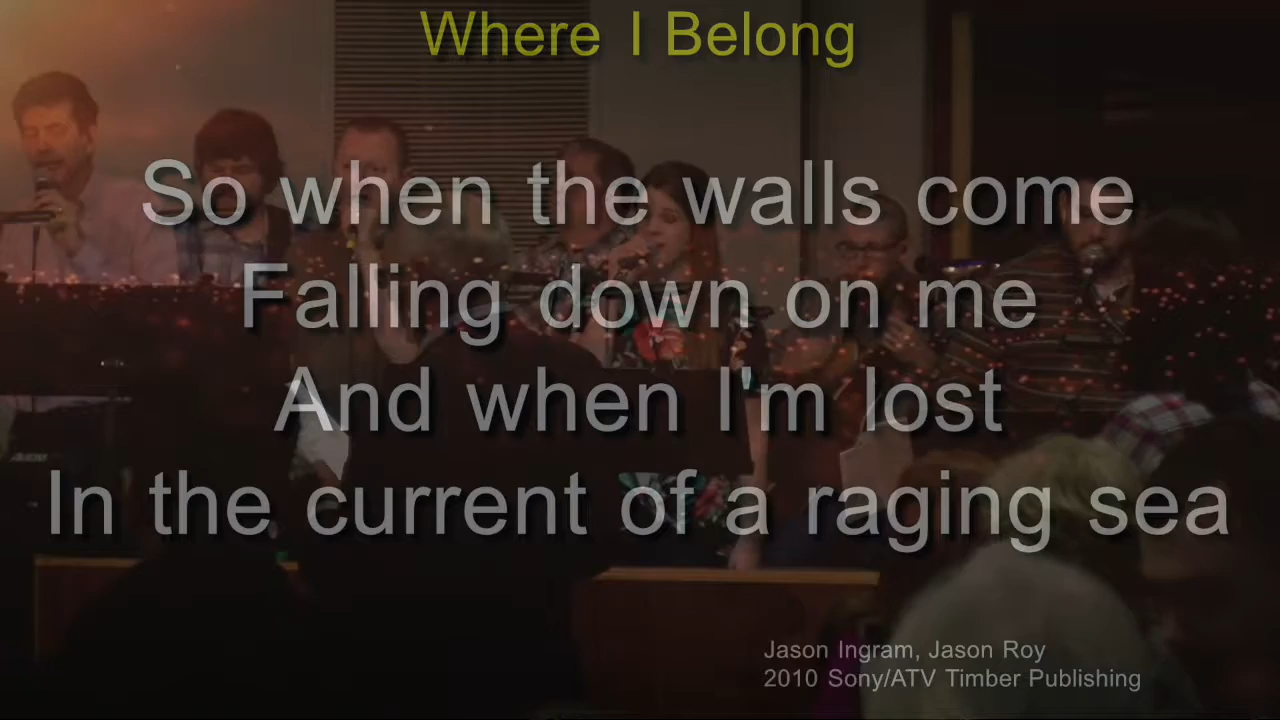 Where I Belong
So when the walls come
Falling down on me
And when I'm lost
In the current of a raging sea
Jason Ingram, Jason Roy
2010 Sony/ATV Timber Publishing